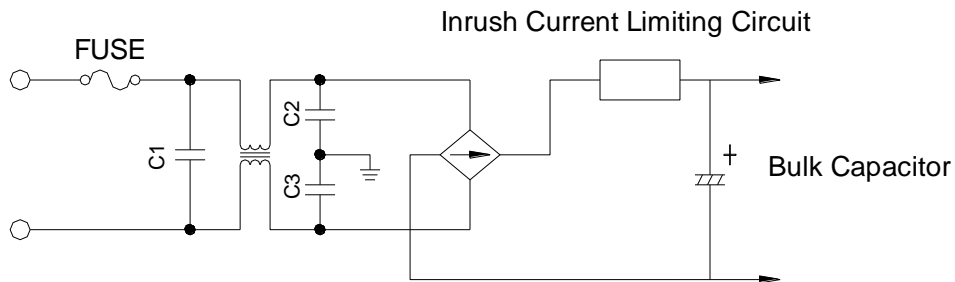 Inrush Current Limiting Circuit
FUSE
C1
C2
C3
+
Bulk Capacitor